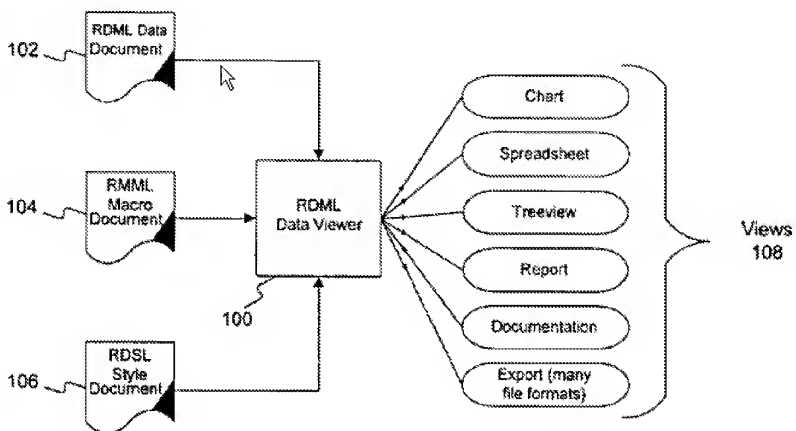 102
RDML Data
Document
104
RMML
Macro
Document
106
RDSL
Style
Document
RDML
Data Viewer
100
Chart
Spreadsheet
Treeview
Report
Documentation
Export (many
file formats)
Views
108